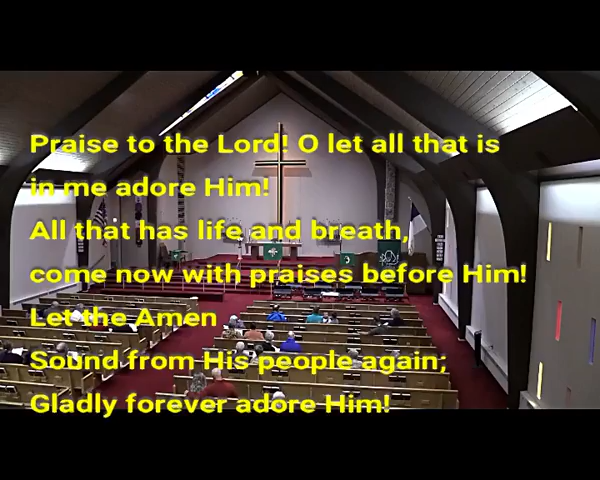 Praise to the Lord! O let all that is
in me adore Him!
All that has life and breath,
come now with praises before Him!
Let the Amen
Sound from His people again;
Gladly forever adore Him!